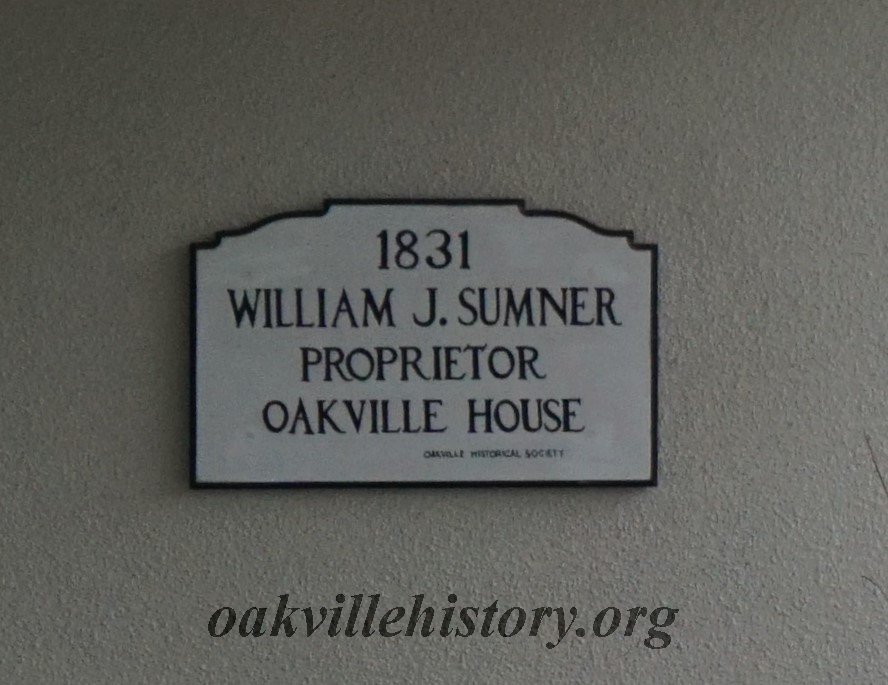 1831
WILLIAM J. SUMNER
PROPRIETOR
OAKVILLE HOUSE
OAKVILLE HISTORICAL SOCIETY
oakvillehistory.org